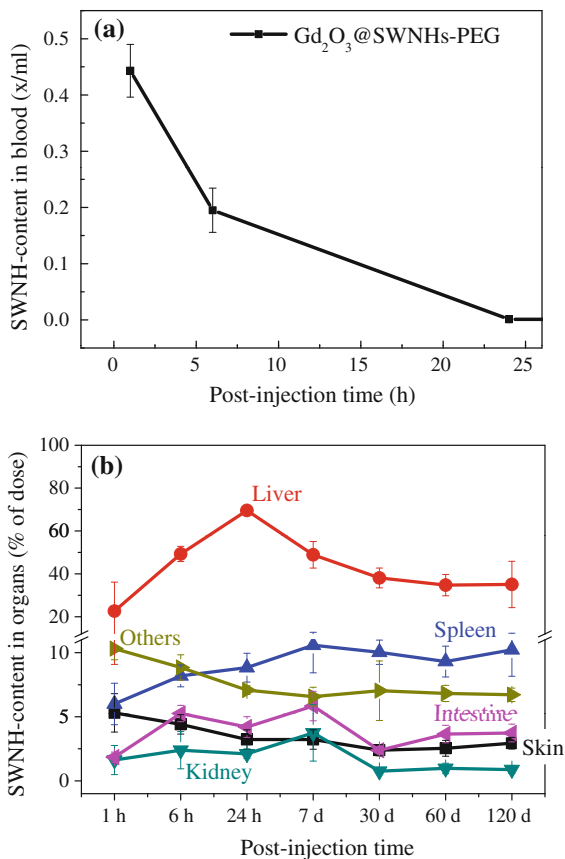 (a)
Gd₂O₃@SWNHs-PEG
SWNH-content in blood (x/ml)
0.5
0.4
0.3
0.2
0.1
0.0
0 5 10 15 20 25
Post-injection time (h)
(b)
SWNH-content in organs (% of dose)
100
80
60
40
20
10
5
0
Liver
Others
Spleen
Intestine
Skin
Kidney
1 h 6 h 24 h 7 d 30 d 60 d 120 d
Post-injection time